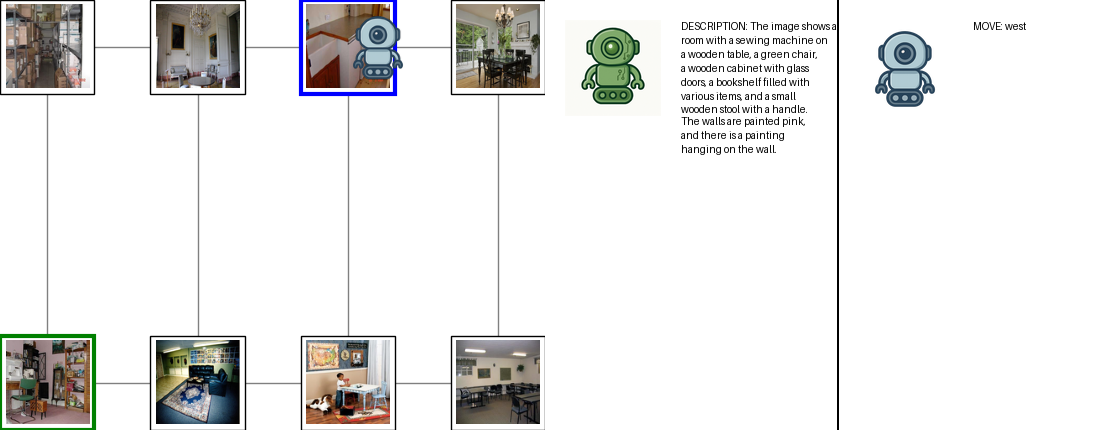 DESCRIPTION: The image shows a
room with a sewing machine on
a wooden table, a green chair,
a wooden cabinet with glass
doors, a bookshelf filled with
various items, and a small
wooden stool with a handle.
The walls are painted pink,
and there is a painting
hanging on the wall.
MOVE: west